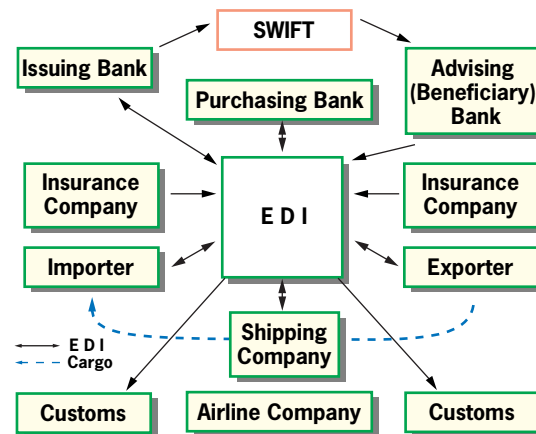 SWIFT
Issuing Bank
Advising
(Beneficiary)
Bank
Purchasing Bank
Insurance
Company
E D I
Insurance
Company
Importer
Exporter
Shipping
Company
E D I
Cargo
Customs
Airline Company
Customs